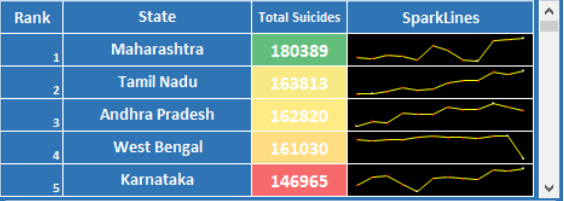 Rank State Total Suicides SparkLines
1 Maharashtra 180389
2 Tamil Nadu 163813
3 Andhra Pradesh 162820
4 West Bengal 161030
5 Karnataka 146965